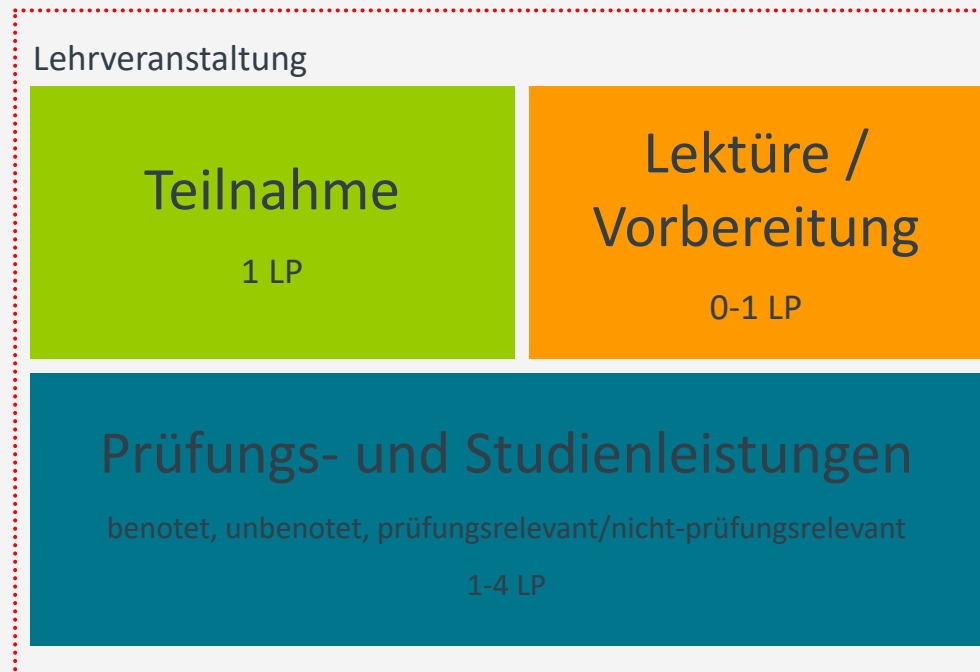 Lehrveranstaltung
Teilnahme
1 LP
Lektüre /
Vorbereitung
0-1 LP
Prüfungs- und Studienleistungen
benotet, unbenotet, prüfungsrelevant/nicht-prüfungsrelevant
1-4 LP